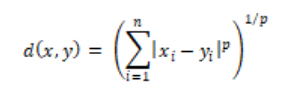 d(x, y) = (∑_{i=1}^{n} |x_i − y_i|^p)^{1/p}